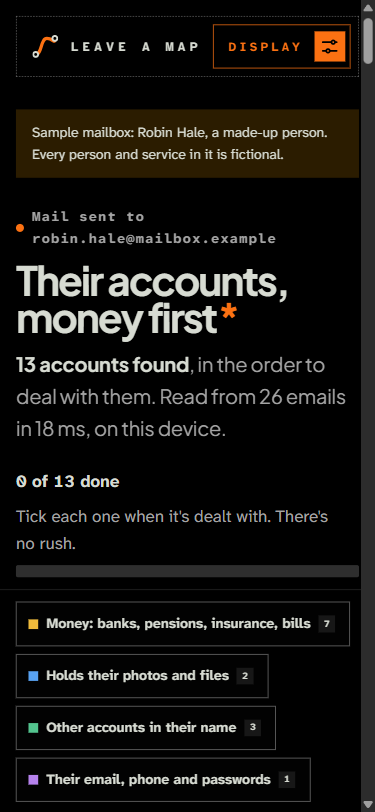 LEAVE A MAP
DISPLAY
Sample mailbox: Robin Hale, a made-up person.
Every person and service in it is fictional.
Mail sent to
robin.hale@mailbox.example
Their accounts,
money first*
13 accounts found, in the order to
deal with them. Read from 26 emails
in 18 ms, on this device.
0 of 13 done
Tick each one when it's dealt with. There's
no rush.
Money: banks, pensions, insurance, bills 7
Holds their photos and files 2
Other accounts in their name 3
Their email, phone and passwords 1